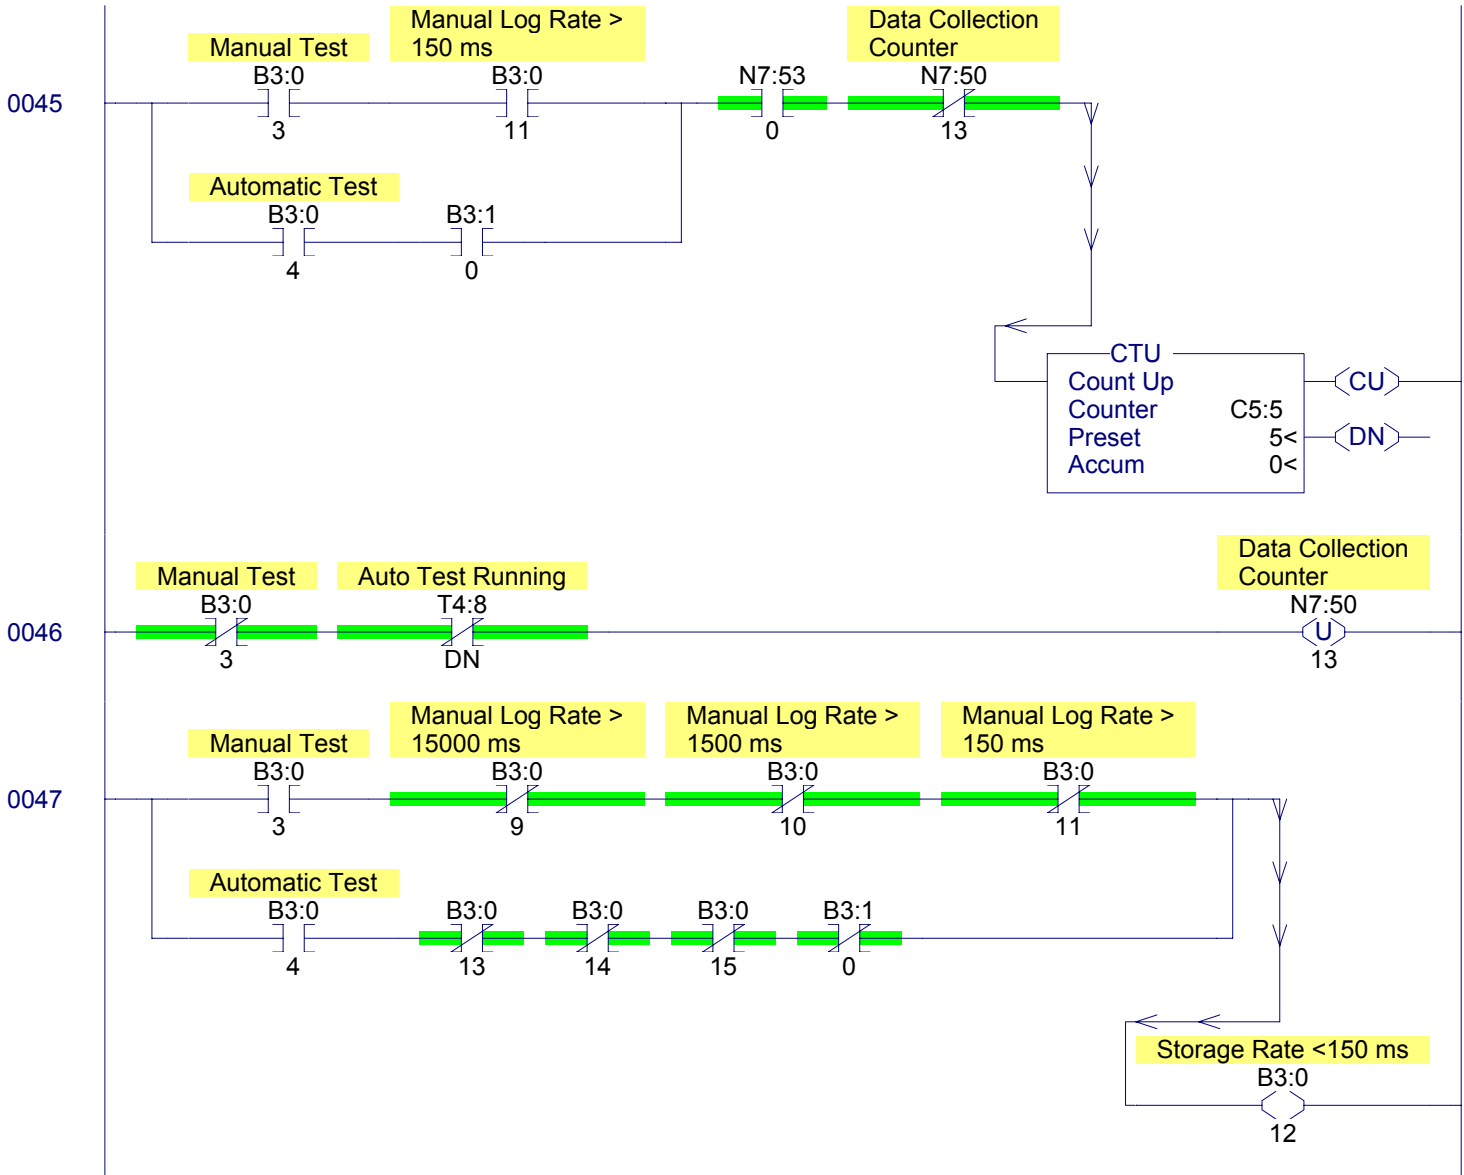 Manual Test
Manual Log Rate >
150 ms
Data Collection
Counter
B3:0
B3:0
N7:53
N7:50
0045
3
11
0
13
Automatic Test
B3:0
B3:1
4
0
CTU
Count Up
Counter C5:5
Preset 5<
Accum 0<
CU
DN
Data Collection
Counter
Manual Test
Auto Test Running
B3:0
T4:8
N7:50
0046
U
3
DN
13
Manual Test
Manual Log Rate >
15000 ms
Manual Log Rate >
1500 ms
Manual Log Rate >
150 ms
B3:0
B3:0
B3:0
B3:0
0047
3
9
10
11
Automatic Test
B3:0
B3:0
B3:0
B3:0
B3:1
4
13
14
15
0
Storage Rate <150 ms
B3:0
12